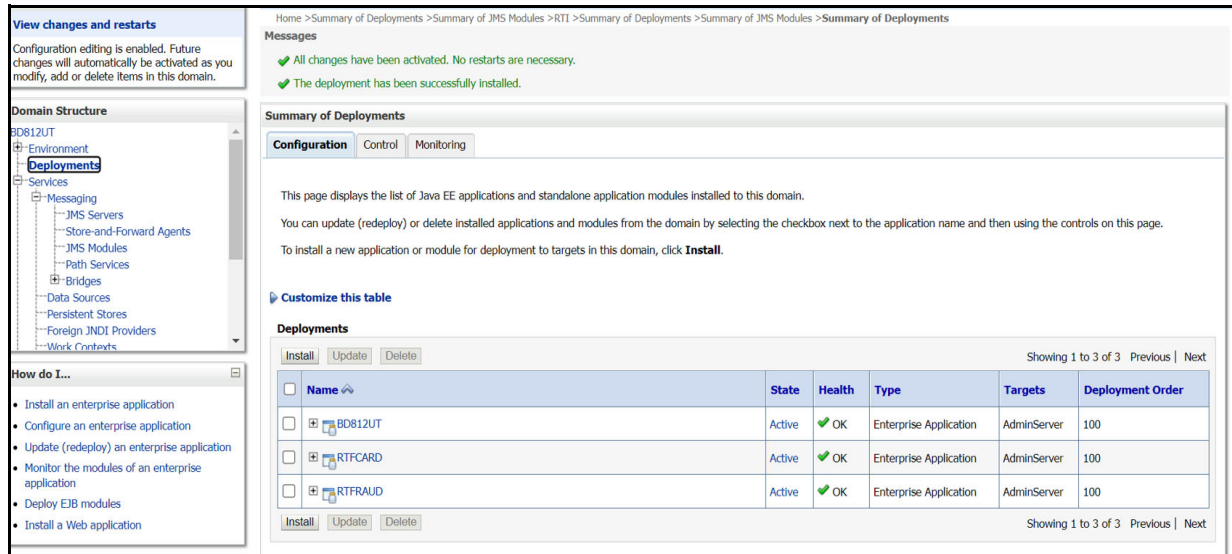 View changes and restarts
Configuration editing is enabled. Future
changes will automatically be activated as you
modify, add or delete items in this domain.
Domain Structure
BD812UT
Environment
Deployments
Services
Messaging
JMS Servers
Store-and-Forward Agents
JMS Modules
Path Services
Bridges
Data Sources
Persistent Stores
Foreign JNDI Providers
Work Contexts
How do I...
Install an enterprise application
Configure an enterprise application
Update (redeploy) an enterprise application
Monitor the modules of an enterprise
application
Deploy EJB modules
Install a Web application
Home >Summary of Deployments >Summary of JMS Modules >RTI >Summary of Deployments >Summary of JMS Modules >Summary of Deployments
Messages
All changes have been activated. No restarts are necessary.
The deployment has been successfully installed.
Summary of Deployments
Configuration Control Monitoring
This page displays the list of Java EE applications and standalone application modules installed to this domain.
You can update (redeploy) or delete installed applications and modules from the domain by selecting the checkbox next to the application name and then using the controls on this page.
To install a new application or module for deployment to targets in this domain, click Install.
Customize this table
Deployments
Install Update Delete Showing 1 to 3 of 3 Previous | Next
Name State Health Type Targets Deployment Order
BD812UT Active OK Enterprise Application AdminServer 100
RTFCARD Active OK Enterprise Application AdminServer 100
RTFRAUD Active OK Enterprise Application AdminServer 100
Install Update Delete Showing 1 to 3 of 3 Previous | Next